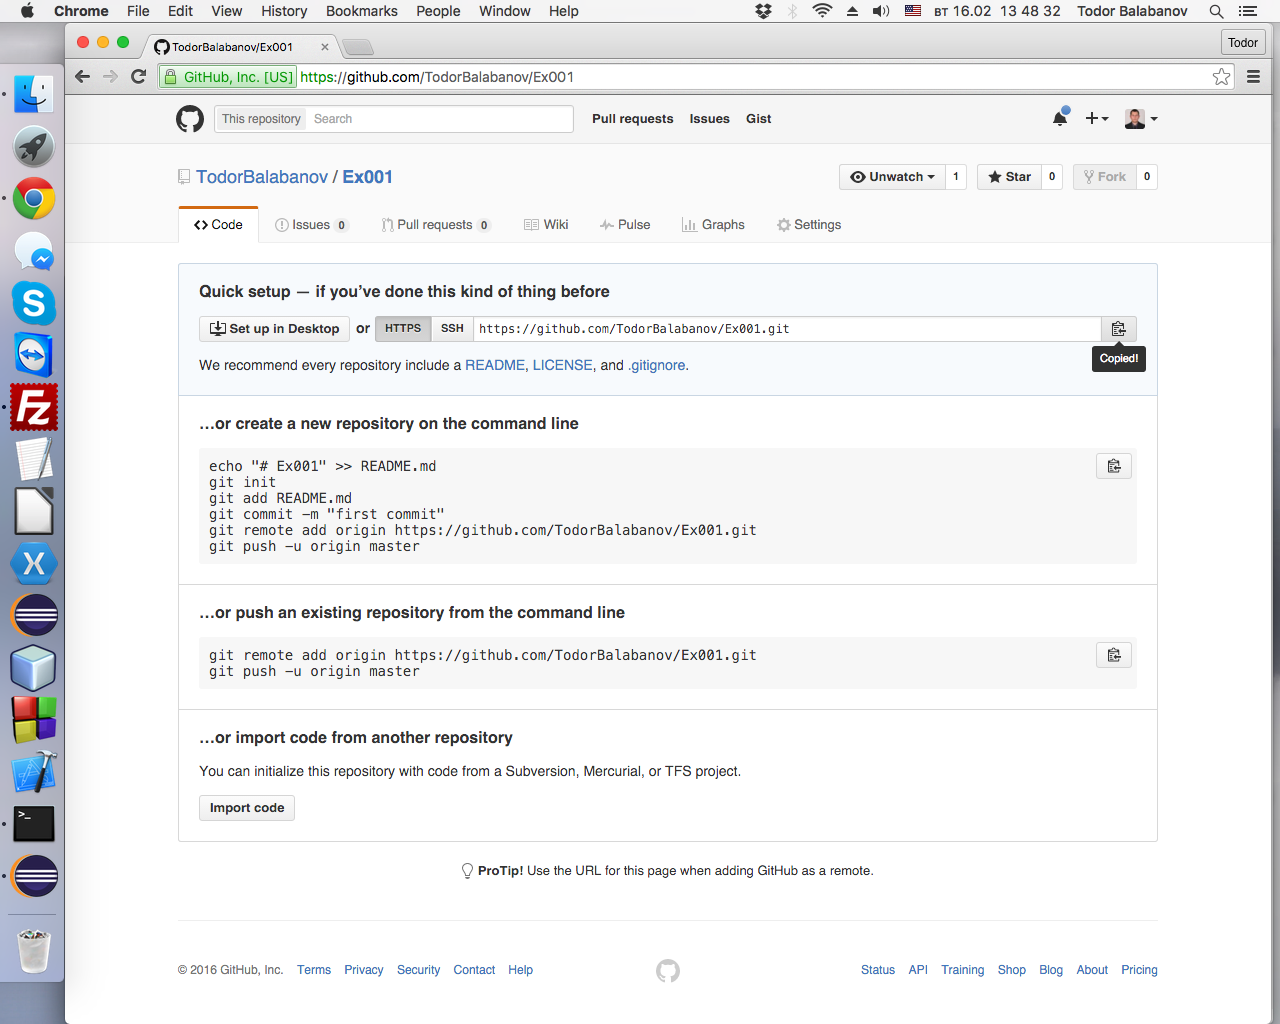 Chrome File Edit View History Bookmarks People Window Help вт 16.02 13 48 32 Todor Balabanov
TodorBalabanov/Ex001 ×
Todor
GitHub, Inc. [US] https://github.com/TodorBalabanov/Ex001
This repository Search Pull requests Issues Gist
TodorBalabanov / Ex001
Unwatch 1 Star 0 Fork 0
Code Issues 0 Pull requests 0 Wiki Pulse Graphs Settings
Quick setup — if you’ve done this kind of thing before
Set up in Desktop or HTTPS SSH https://github.com/TodorBalabanov/Ex001.git
Copied!
We recommend every repository include a README, LICENSE, and .gitignore.
…or create a new repository on the command line
echo "# Ex001" >> README.md
git init
git add README.md
git commit -m "first commit"
git remote add origin https://github.com/TodorBalabanov/Ex001.git
git push -u origin master
…or push an existing repository from the command line
git remote add origin https://github.com/TodorBalabanov/Ex001.git
git push -u origin master
…or import code from another repository
You can initialize this repository with code from a Subversion, Mercurial, or TFS project.
Import code
ProTip! Use the URL for this page when adding GitHub as a remote.
© 2016 GitHub, Inc. Terms Privacy Security Contact Help
Status API Training Shop Blog About Pricing